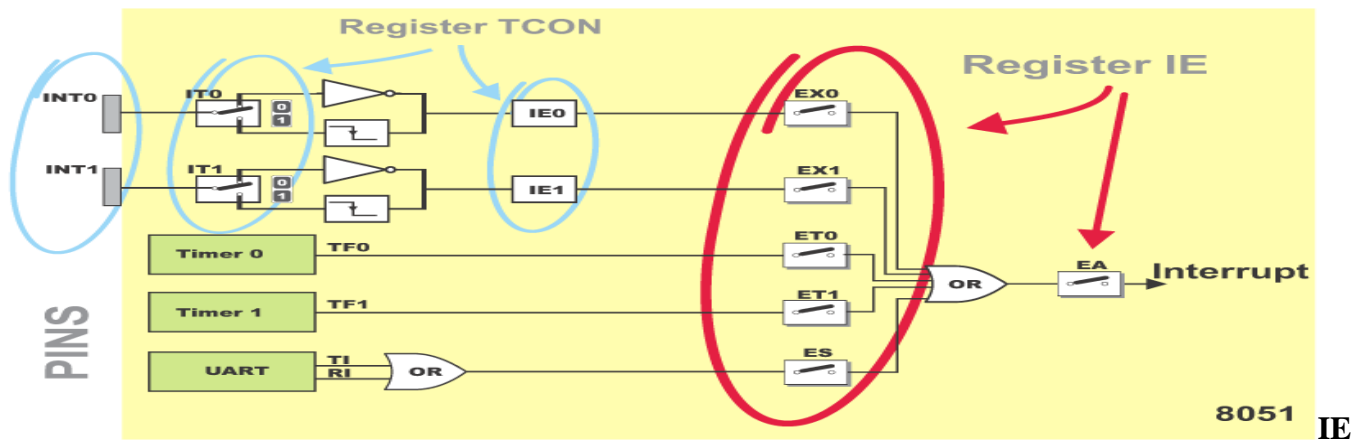 Register TCON
Register IE
INT0
IT0
0
1
IE0
EX0
INT1
IT1
0
1
IE1
EX1
Timer 0
TF0
ET0
EA
Interrupt
OR
Timer 1
TF1
ET1
PINS
UART
TI
RI
OR
ES
8051
IE